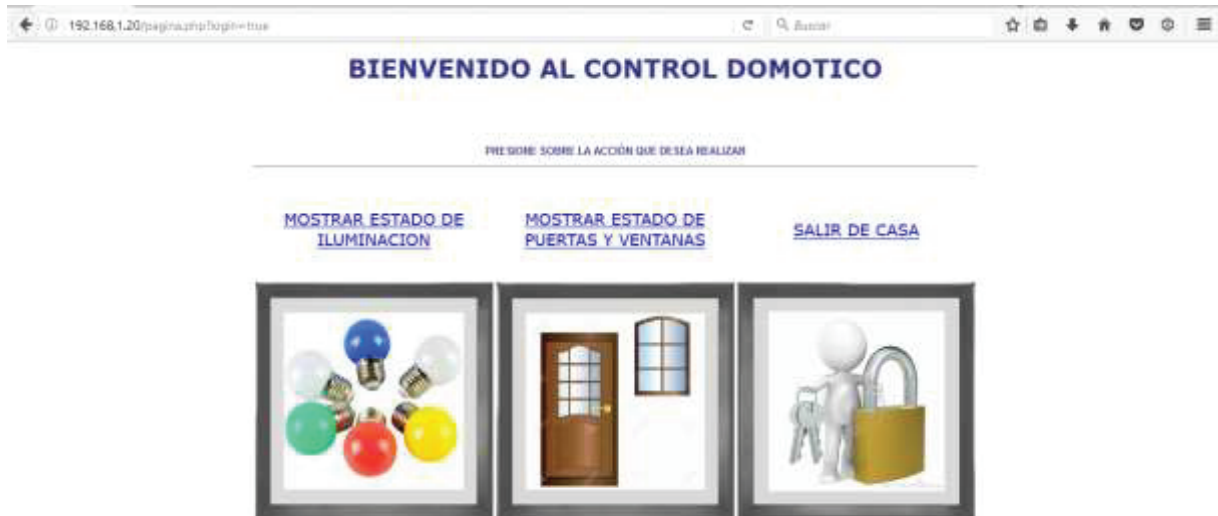 192.168.1.20/pagina.php?login=true
Buscar
BIENVENIDO AL CONTROL DOMOTICO
PRESIONE SOBRE LA ACCIÓN QUE DESEA REALIZAR
MOSTRAR ESTADO DE
ILUMINACION
MOSTRAR ESTADO DE
PUERTAS Y VENTANAS
SALIR DE CASA